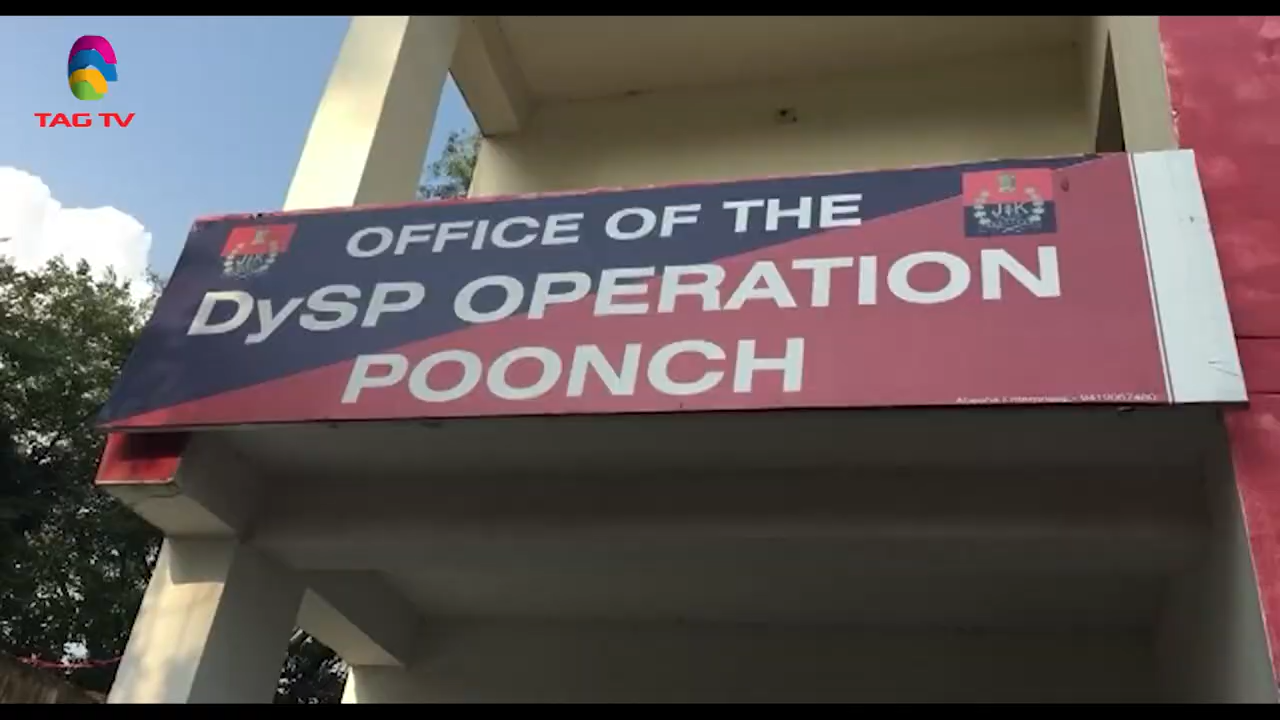 TAG TV
OFFICE OF THE
DySP OPERATION
POONCH
J&K